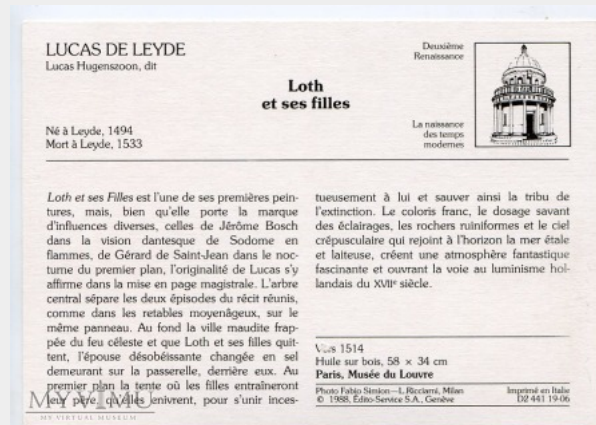 LUCAS DE LEYDE
Lucas Hugenszoon, dit
Loth
et ses filles
Deuxième
Renaissance
La naissance
des temps
modernes
Né à Leyde, 1494
Mort à Leyde, 1533
Loth et ses Filles est l'une de ses premières pein-
tures, mais, bien qu'elle porte la marque
d'influences diverses, celles de Jérôme Bosch
dans la vision dantesque de Sodome en
flammes, de Gérard de Saint-Jean dans le noc-
turne du premier plan, l'originalité de Lucas s'y
affirme dans la mise en page magistrale. L'arbre
central sépare les deux épisodes du récit réunis,
comme dans les retables moyenâgeux, sur le
même panneau. Au fond la ville maudite frap-
pée du feu céleste et que Loth et ses filles quit-
tent, l'épouse désobéissante changée en sel
demeurant sur la passerelle, derrière eux. Au
premier plan la tente où les filles entraîneront
leur père, qu'elles enivrent, pour s'unir inces-
tueusement à lui et sauver ainsi la tribu de
l'extinction. Le coloris franc, le dosage savant
des éclairages, les rochers ruiniformes et le ciel
crépusculaire qui rejoint à l'horizon la mer étale
et laiteuse, créent une atmosphère fantastique
fascinante et ouvrant la voie au luminisme hol-
landais du XVIIe siècle.
Vers 1514
Huile sur bois, 58 × 34 cm
Paris, Musée du Louvre
Photo Fabio Simion—L. Ricciarni, Milan
© 1988, Édito-Service S.A., Genève
Imprimé en Italie
D2 441 19-06
MYVIMU
MY VIRTUAL MUSEUM